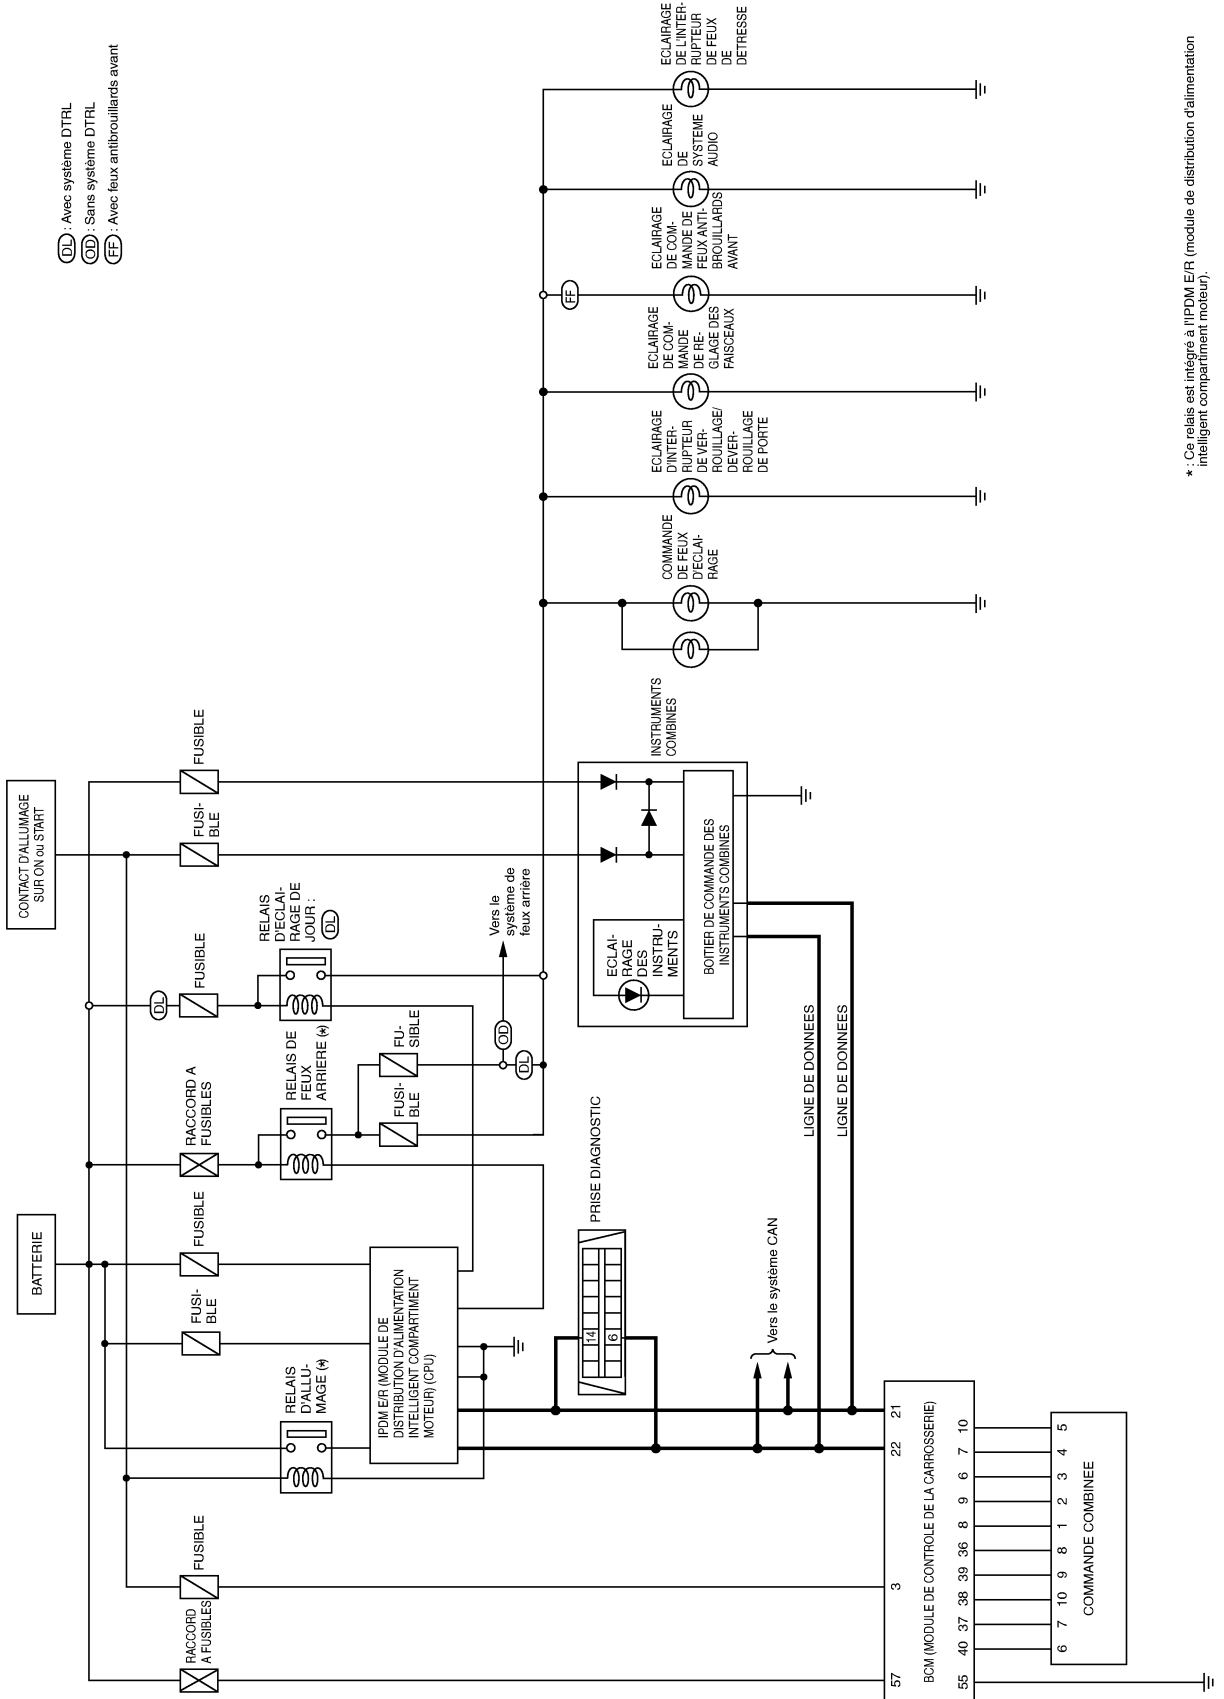 DL : Avec système DTRL
OD : Sans système DTRL
FF : Avec feux antibrouillards avant
CONTACT D'ALLUMAGE
SUR ON ou START
BATTERIE
FUSIBLE
FUSI-
BLE
FUSIBLE
DL
RELAIS
D'ECLAI-
RAGE DE
JOUR :
DL
RACCORD A
FUSIBLES
RELAIS DE
FEUX
ARRIERE (*)
FU-
SIBLE
FUSI-
BLE
OD
DL
Vers le
système de
feux arrière
FUSIBLE
FUSI-
BLE
RELAIS
D'ALLU-
MAGE (*)
FUSIBLE
RACCORD
A FUSIBLES
IPDM E/R (MODULE DE
DISTRIBUTION D'ALIMENTATION
INTELLIGENT COMPARTIMENT
MOTEUR) (CPU)
PRISE DIAGNOSTIC
14
6
INSTRUMENTS
COMBINES
ECLAI-
RAGE
DES
INSTRU-
MENTS
BOITIER DE COMMANDE DES
INSTRUMENTS COMBINES
LIGNE DE DONNEES
LIGNE DE DONNEES
Vers le système CAN
ECLAIRAGE
DE L'INTER-
RUPTEUR
DE FEUX
DE
DETRESSE
ECLAIRAGE
DE
SYSTEME
AUDIO
ECLAIRAGE
DE COM-
MANDE DE
FEUX ANTI-
BROUILLARDS
AVANT
FF
ECLAIRAGE
DE COM-
MANDE
DE RE-
GLAGE DES
FAISCEAUX
ECLAIRAGE
D'INTER-
RUPTEUR
DE VER-
ROUILLAGE/
DEVER-
ROUILLAGE
DE PORTE
COMMANDE
DE FEUX
D'ECLAI-
RAGE
57 3 22 21
BCM (MODULE DE CONTROLE DE LA CARROSSERIE)
55 40 37 38 39 36 8 9 6 7 10
6 7 10 9 8 1 2 3 4 5
COMMANDE COMBINEE
* : Ce relais est intégré à l'IPDM E/R (module de distribution d'alimentation
intelligent compartiment moteur).